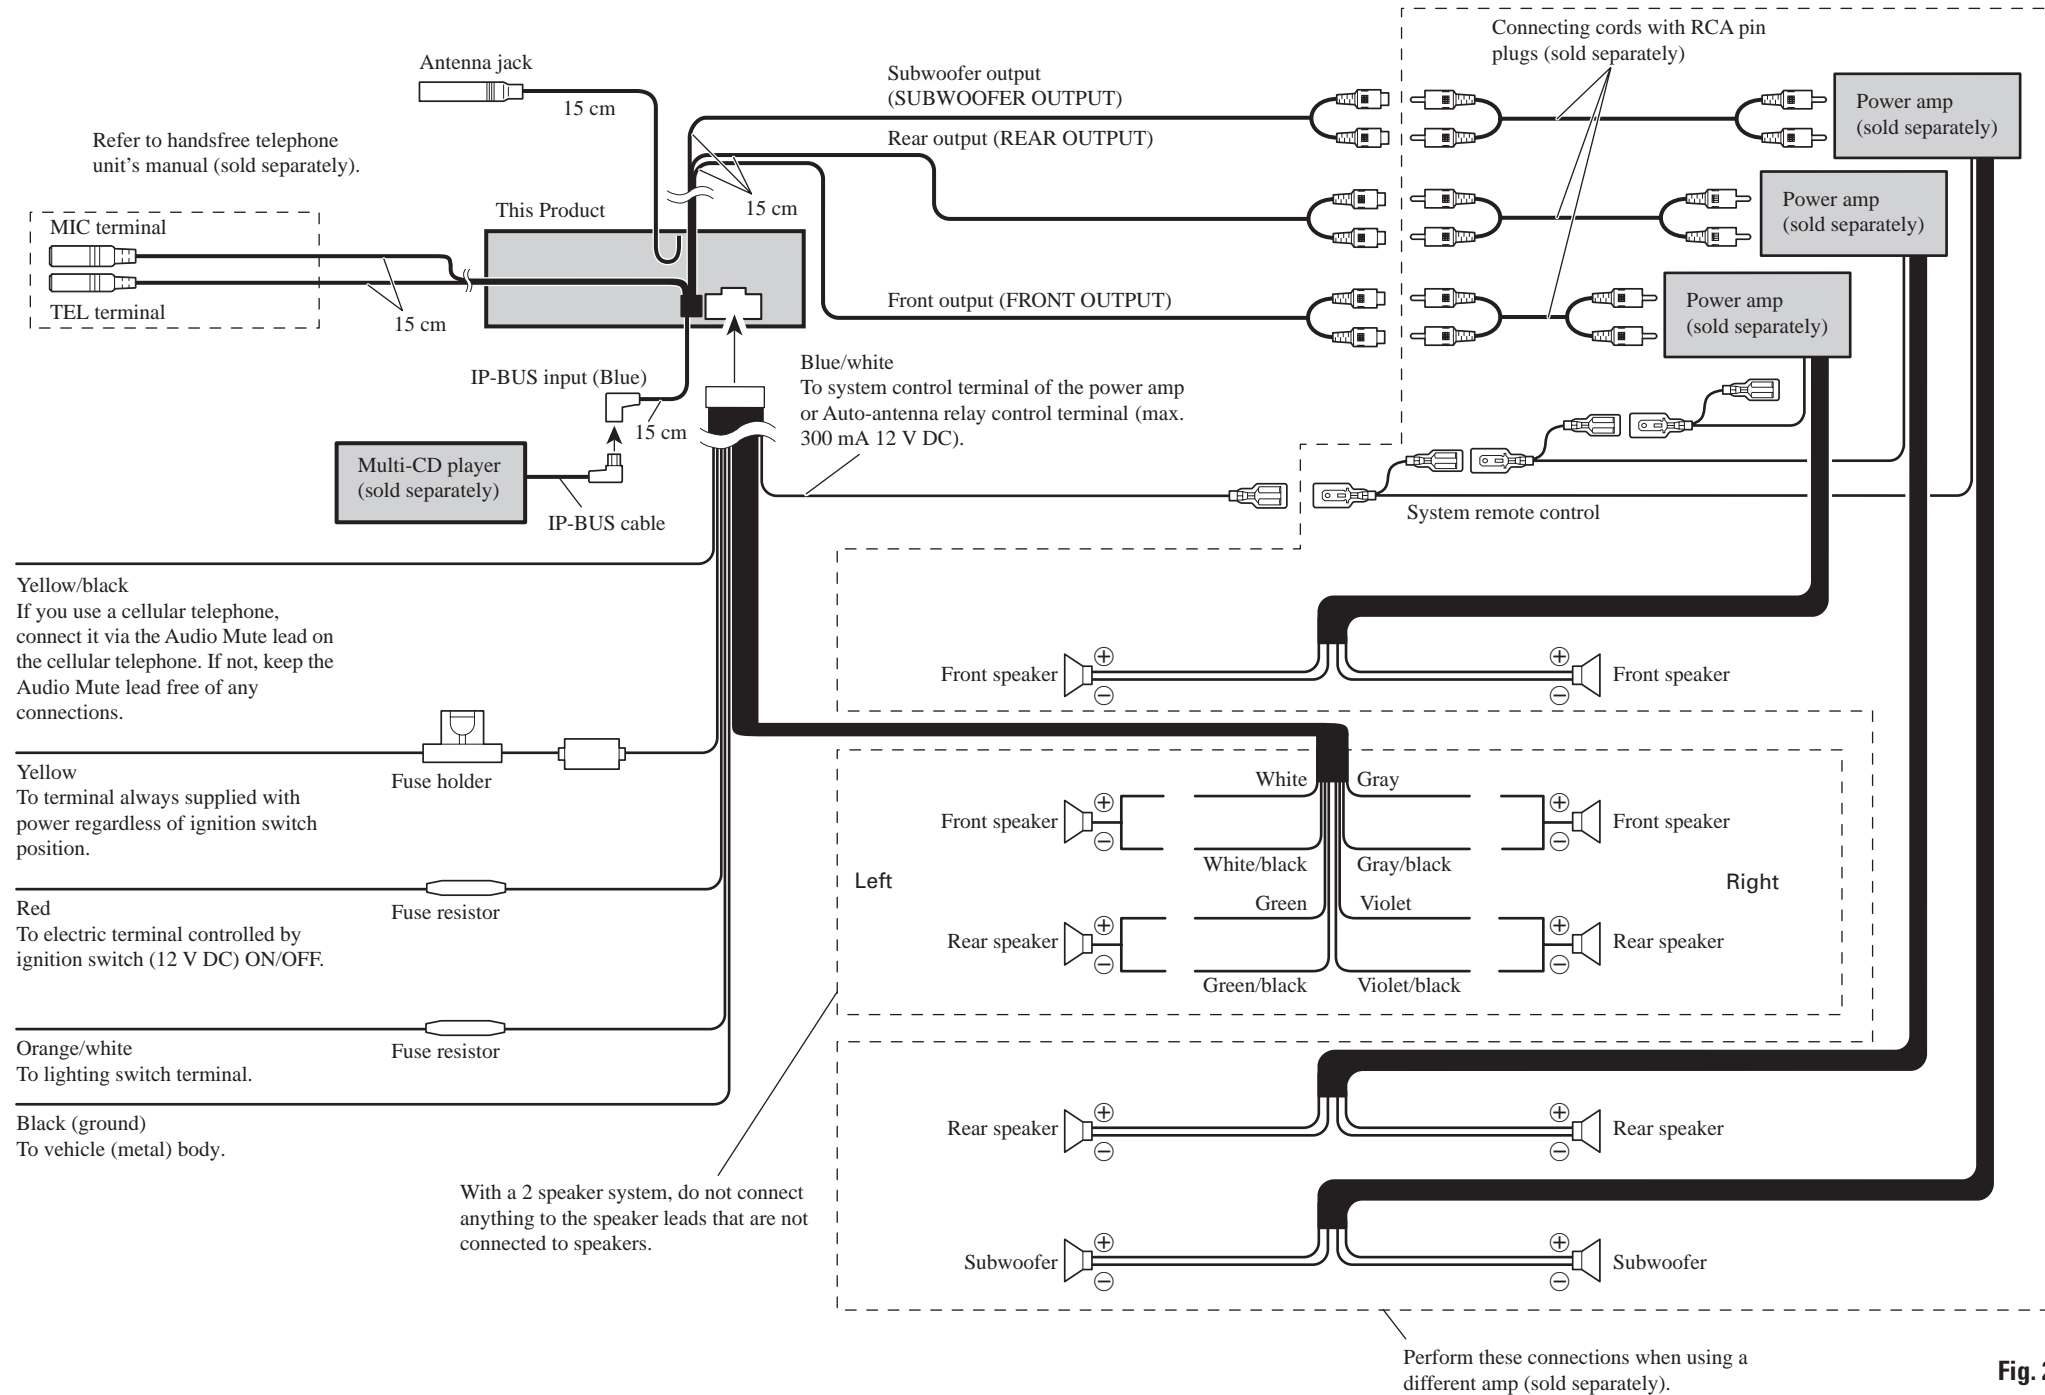 Connecting cords with RCA pin
plugs (sold separately)
Antenna jack
15 cm
Subwoofer output
(SUBWOOFER OUTPUT)
Power amp
(sold separately)
Refer to handsfree telephone
unit's manual (sold separately).
Rear output (REAR OUTPUT)
15 cm
This Product
Power amp
(sold separately)
MIC terminal
TEL terminal
15 cm
Front output (FRONT OUTPUT)
Power amp
(sold separately)
IP-BUS input (Blue)
15 cm
Blue/white
To system control terminal of the power amp
or Auto-antenna relay control terminal (max.
300 mA 12 V DC).
Multi-CD player
(sold separately)
IP-BUS cable
System remote control
Yellow/black
If you use a cellular telephone,
connect it via the Audio Mute lead on
the cellular telephone. If not, keep the
Audio Mute lead free of any
connections.
Front speaker
+
−
+
−
Front speaker
Yellow
To terminal always supplied with
power regardless of ignition switch
position.
Fuse holder
White
Gray
Front speaker
+
−
+
−
Front speaker
White/black
Gray/black
Left
Right
Red
To electric terminal controlled by
ignition switch (12 V DC) ON/OFF.
Fuse resistor
Green
Violet
Rear speaker
+
−
+
−
Rear speaker
Green/black
Violet/black
Orange/white
To lighting switch terminal.
Fuse resistor
Black (ground)
To vehicle (metal) body.
Rear speaker
+
−
+
−
Rear speaker
With a 2 speaker system, do not connect
anything to the speaker leads that are not
connected to speakers.
Subwoofer
+
−
+
−
Subwoofer
Perform these connections when using a
different amp (sold separately).
Fig. 2